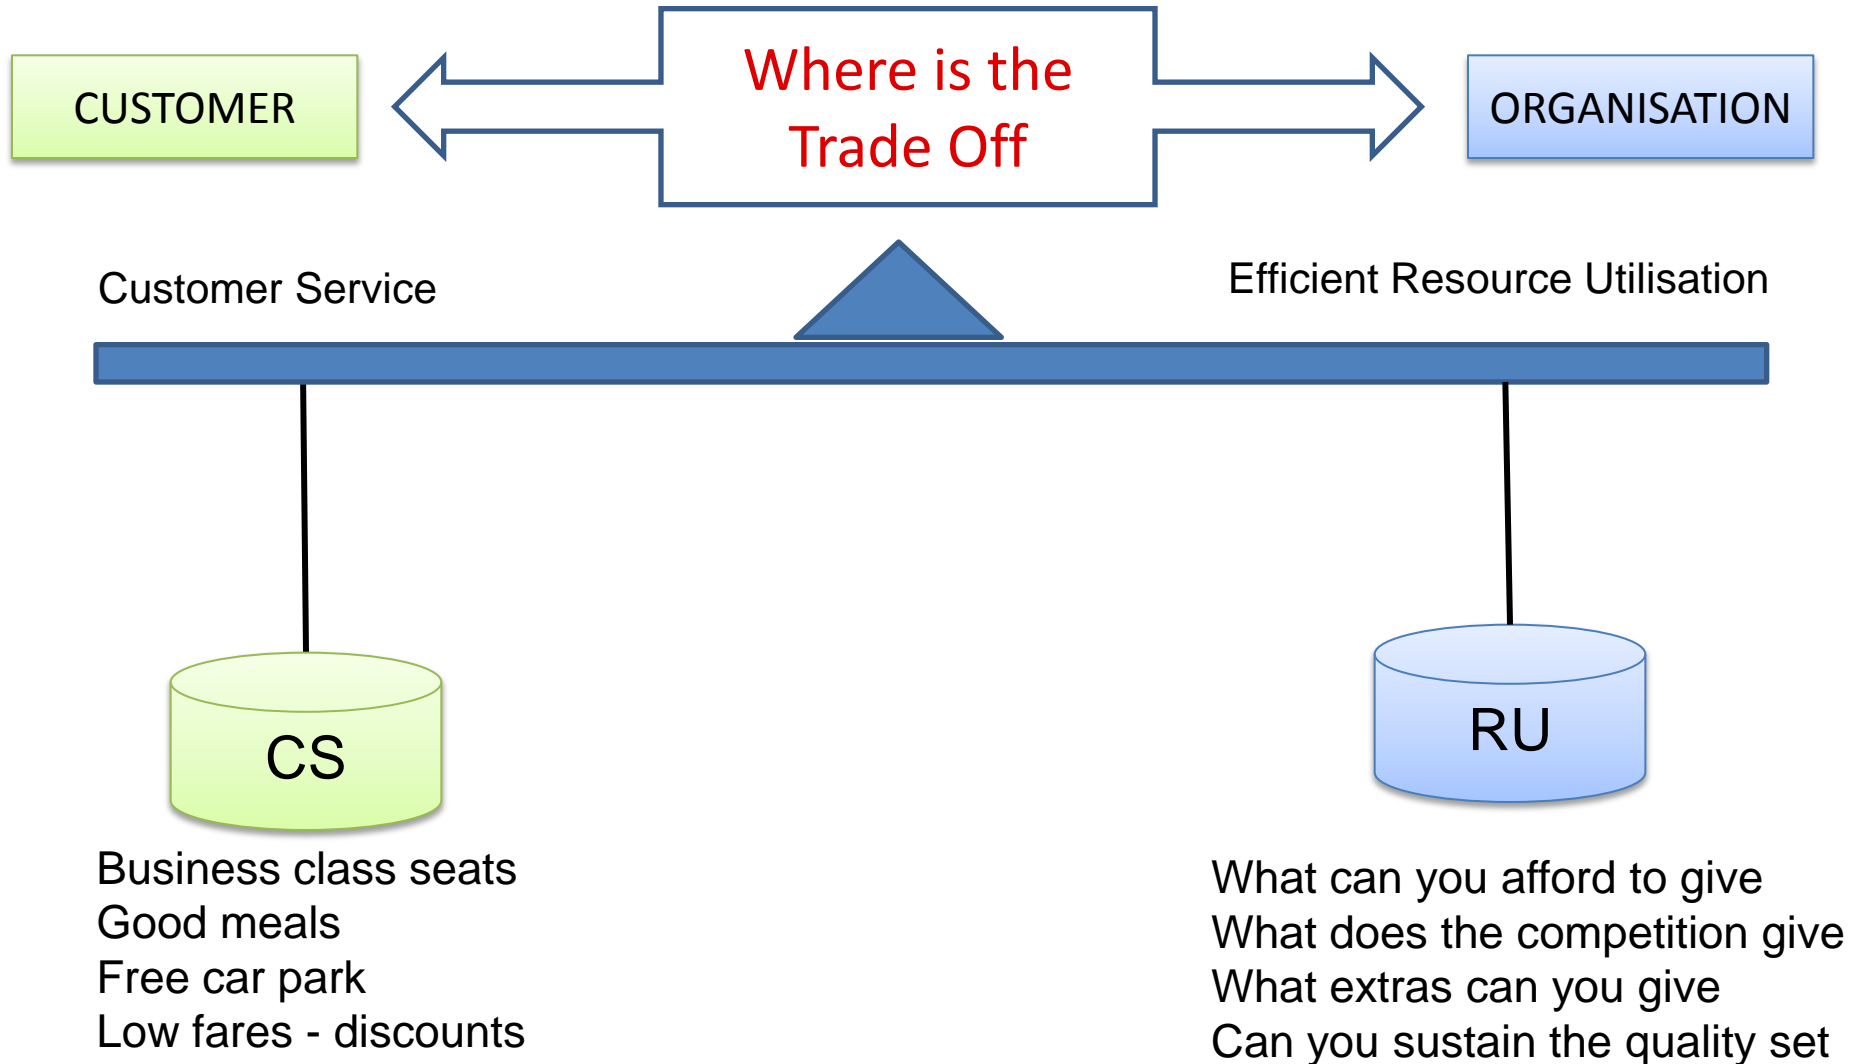 CUSTOMER
Where is the
Trade Off
ORGANISATION
Customer Service
Efficient Resource Utilisation
CS
RU
Business class seats
Good meals
Free car park
Low fares - discounts
What can you afford to give
What does the competition give
What extras can you give
Can you sustain the quality set